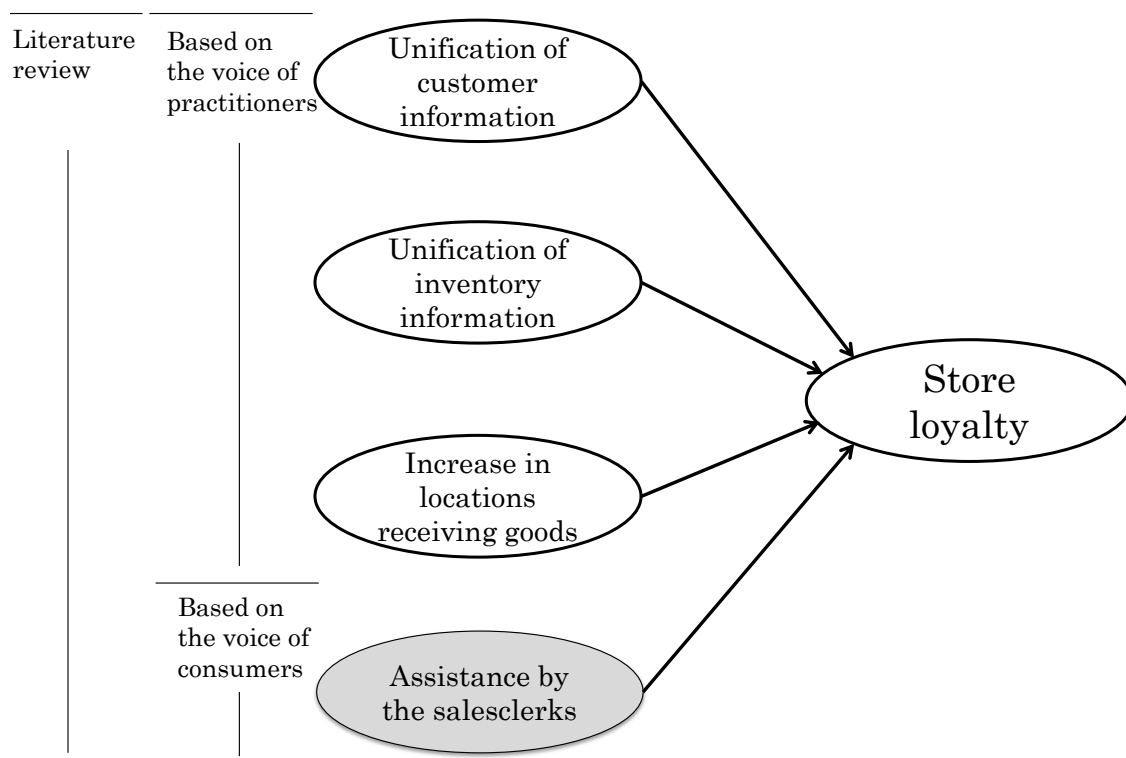 Literature
review
Based on
the voice of
practitioners
Unification of
customer
information
Unification of
inventory
information
Store
loyalty
Increase in
locations
receiving goods
Based on
the voice of
consumers
Assistance by
the salesclerks